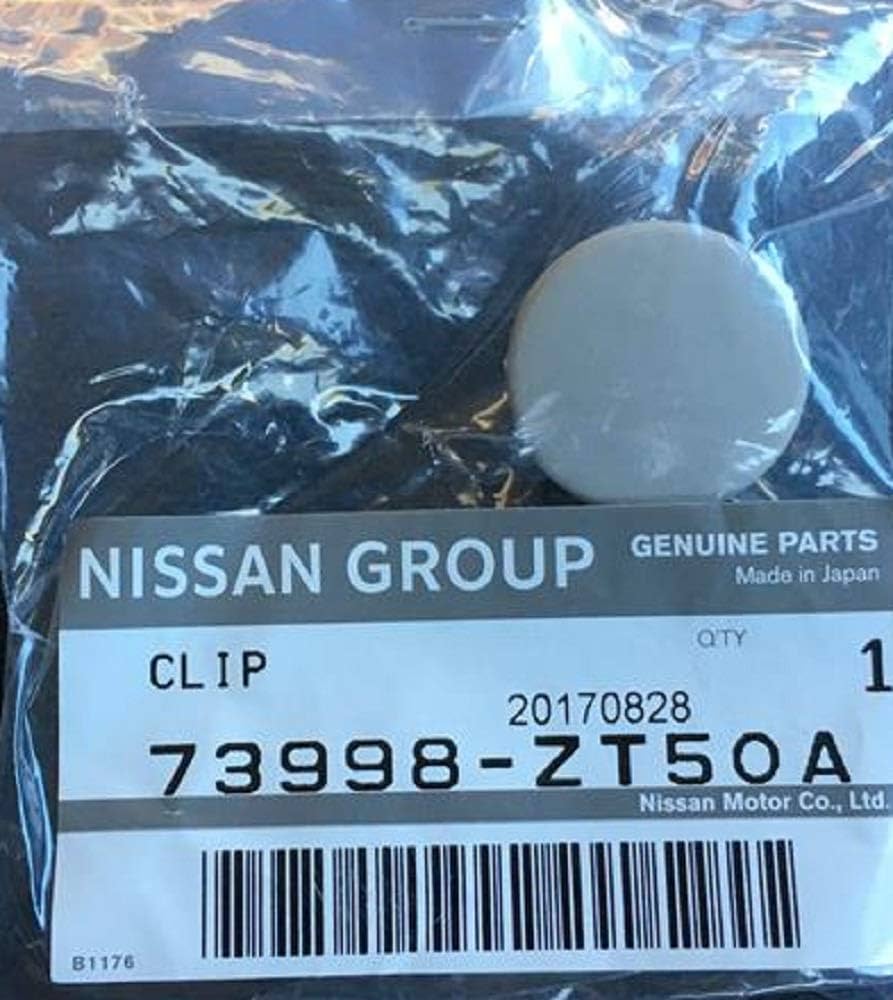 NISSAN GROUP GENUINE PARTS
Made in Japan
Q'TY
CLIP 1
20170828
73998-ZT50A
Nissan Motor Co., Ltd.
B1176